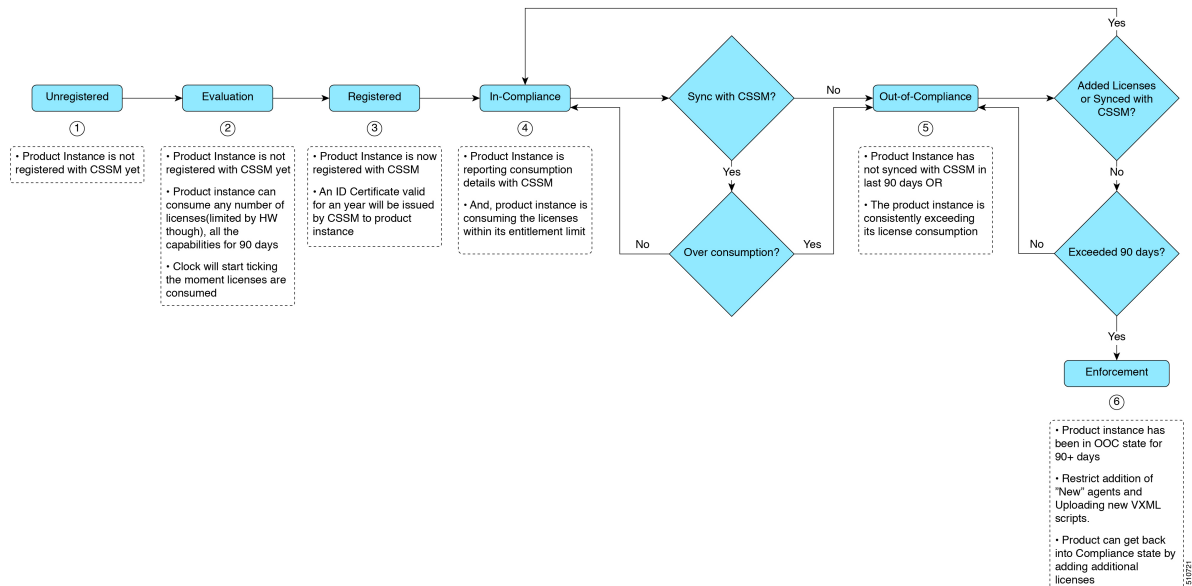 Yes
Unregistered
Evaluation
Registered
In-Compliance
Sync with CSSM?
No
Out-of-Compliance
Added Licenses
or Synced with
CSSM?
1
2
3
4
5
• Product Instance is not
registered with CSSM yet
• Product Instance is not
registered with CSSM yet
• Product instance can
consume any number of
licenses(limited by HW
though), all the
capabilities for 90 days
• Clock will start ticking
the moment licenses are
consumed
• Product Instance is now
registered with CSSM
• An ID Certificate valid
for an year will be issued
by CSSM to product
instance
• Product Instance is
reporting consumption
details with CSSM
• And, product instance is
consuming the licenses
within its entitlement limit
Yes
No
Over consumption?
Yes
• Product Instance has
not synced with CSSM in
last 90 days OR
• The product instance is
consistently exceeding
its license consumption
No
No
Exceeded 90 days?
Yes
Enforcement
6
• Product instance has
been in OOC state for
90+ days
• Restrict addition of
"New" agents and
Uploading new VXML
scripts.
• Product can get back
into Compliance state by
adding additional
licenses
510721